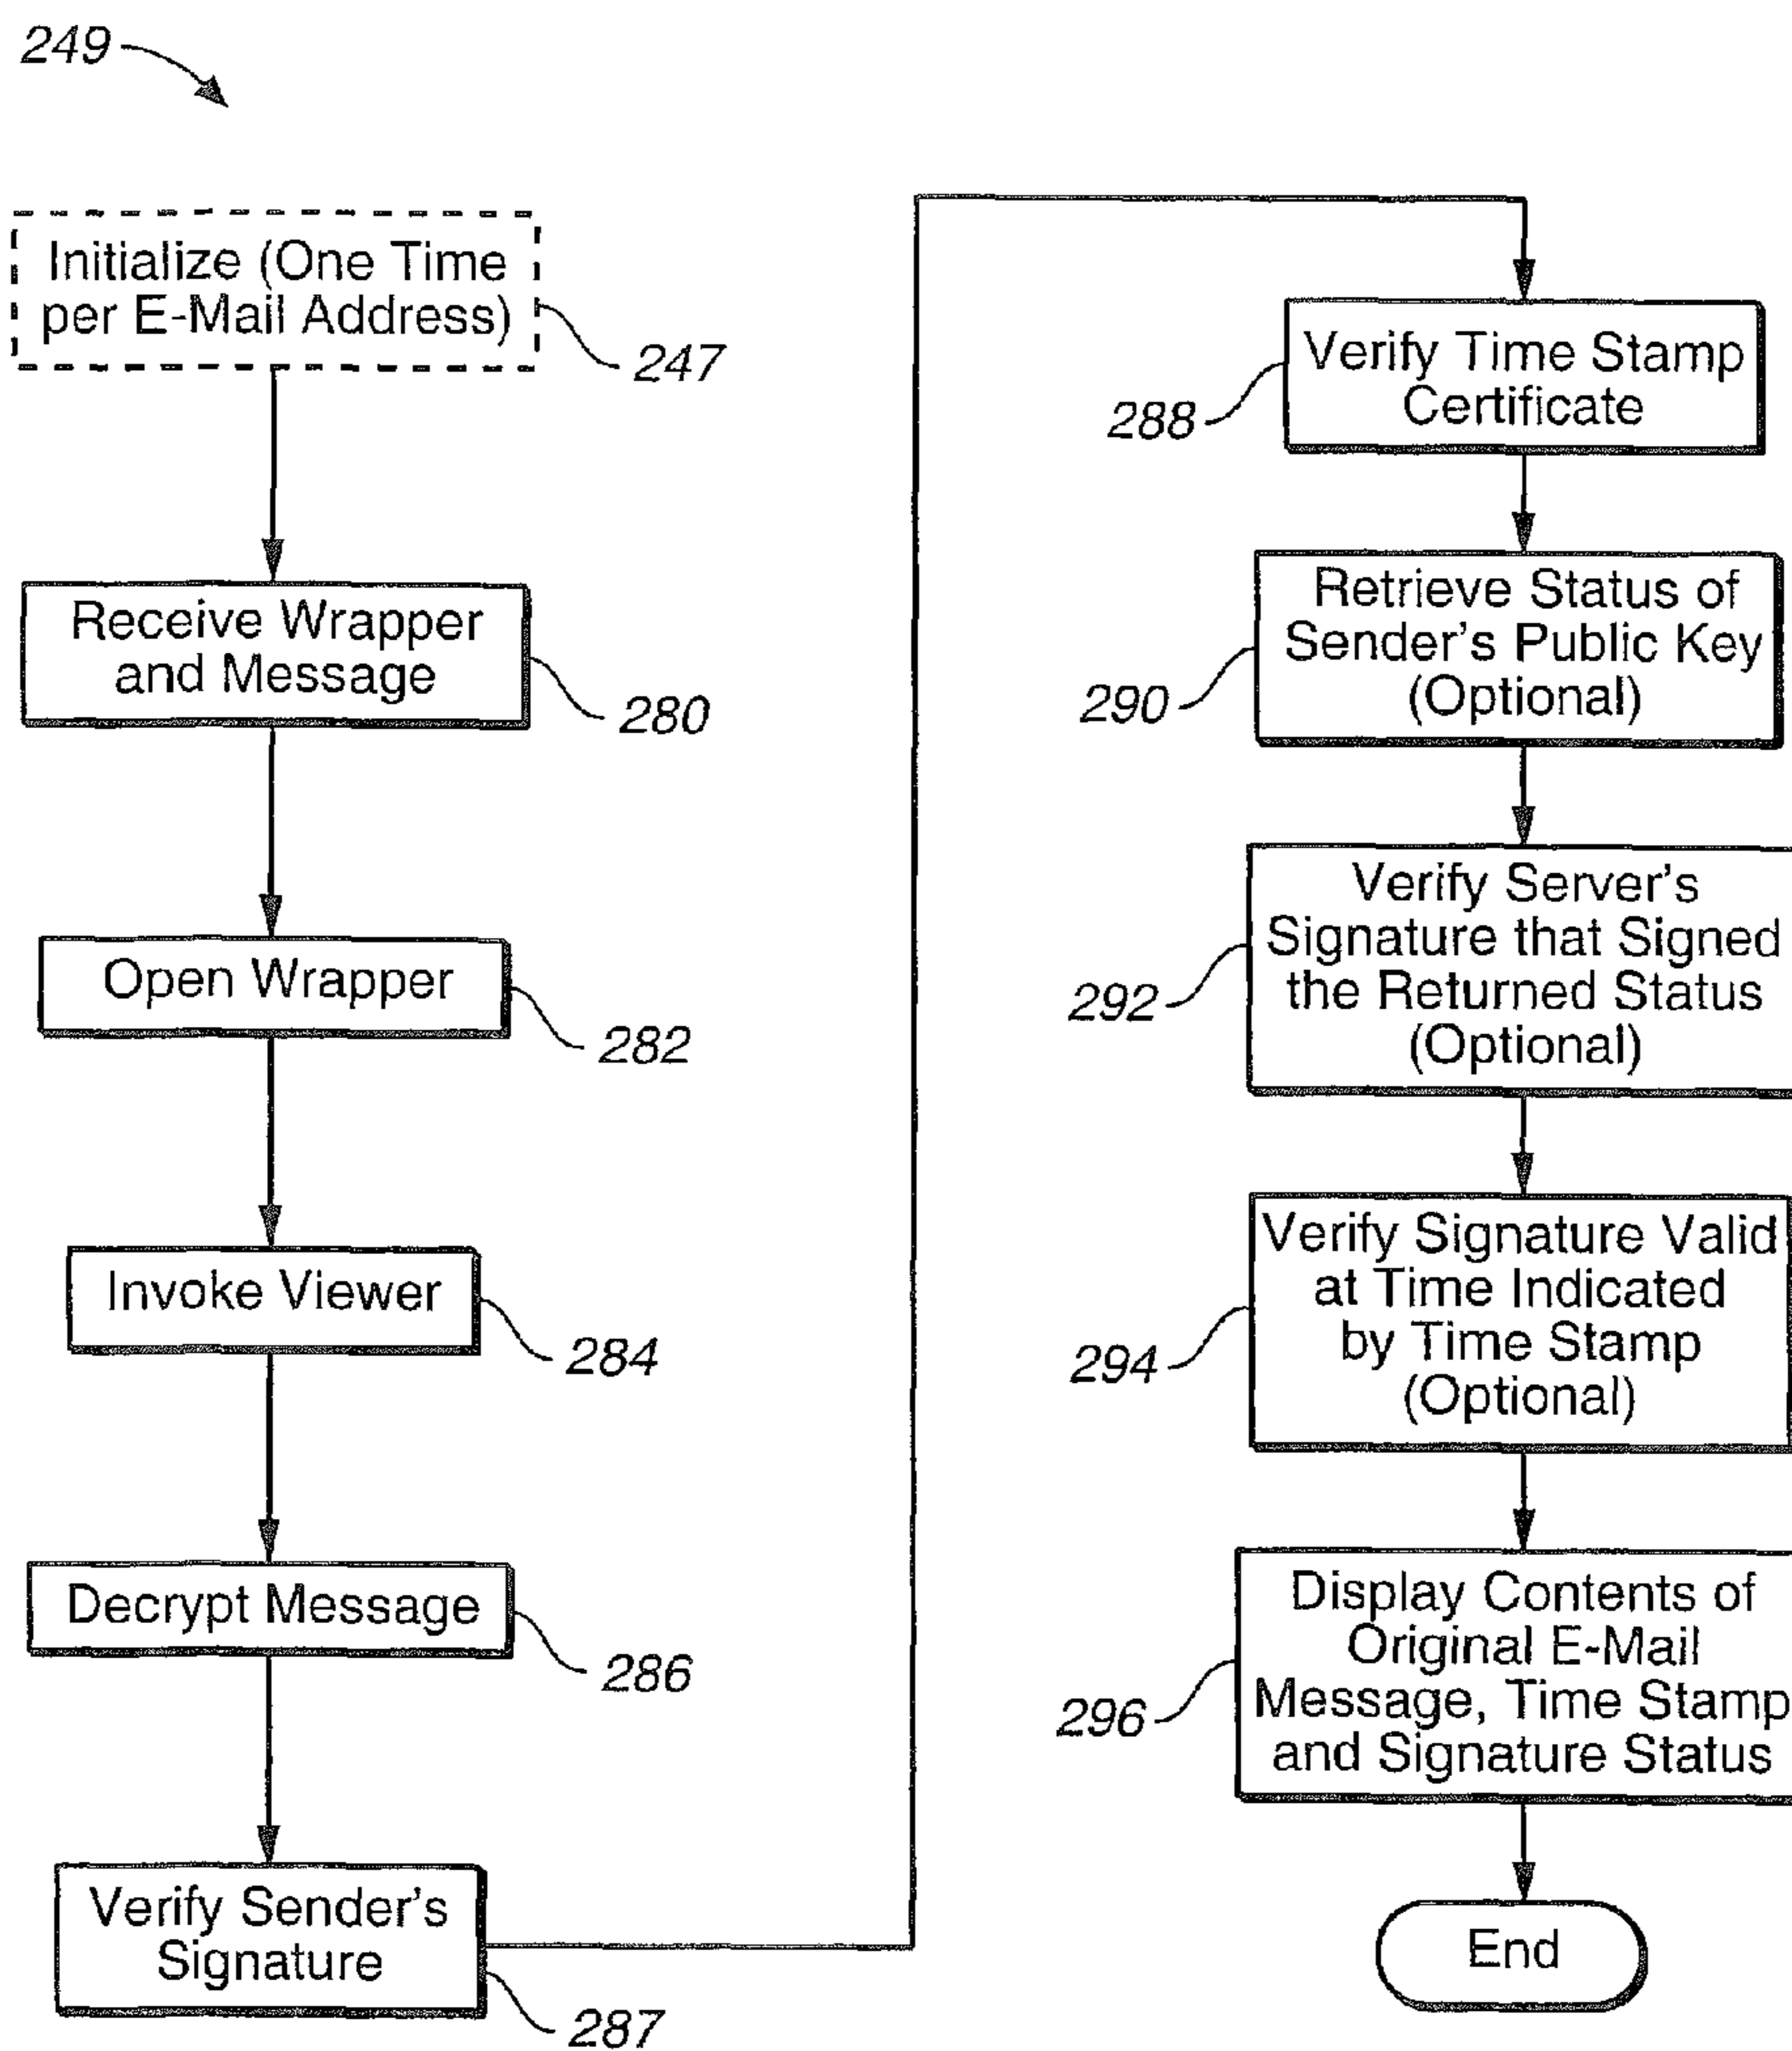 249
Initialize (One Time
per E-Mail Address)
247
Receive Wrapper
and Message
280
Open Wrapper
282
Invoke Viewer
284
Decrypt Message
286
Verify Sender's
Signature
287
Verify Time Stamp
Certificate
288
Retrieve Status of
Sender's Public Key
(Optional)
290
Verify Server's
Signature that Signed
the Returned Status
(Optional)
292
Verify Signature Valid
at Time Indicated
by Time Stamp
(Optional)
294
Display Contents of
Original E-Mail
Message, Time Stamp
and Signature Status
296
End